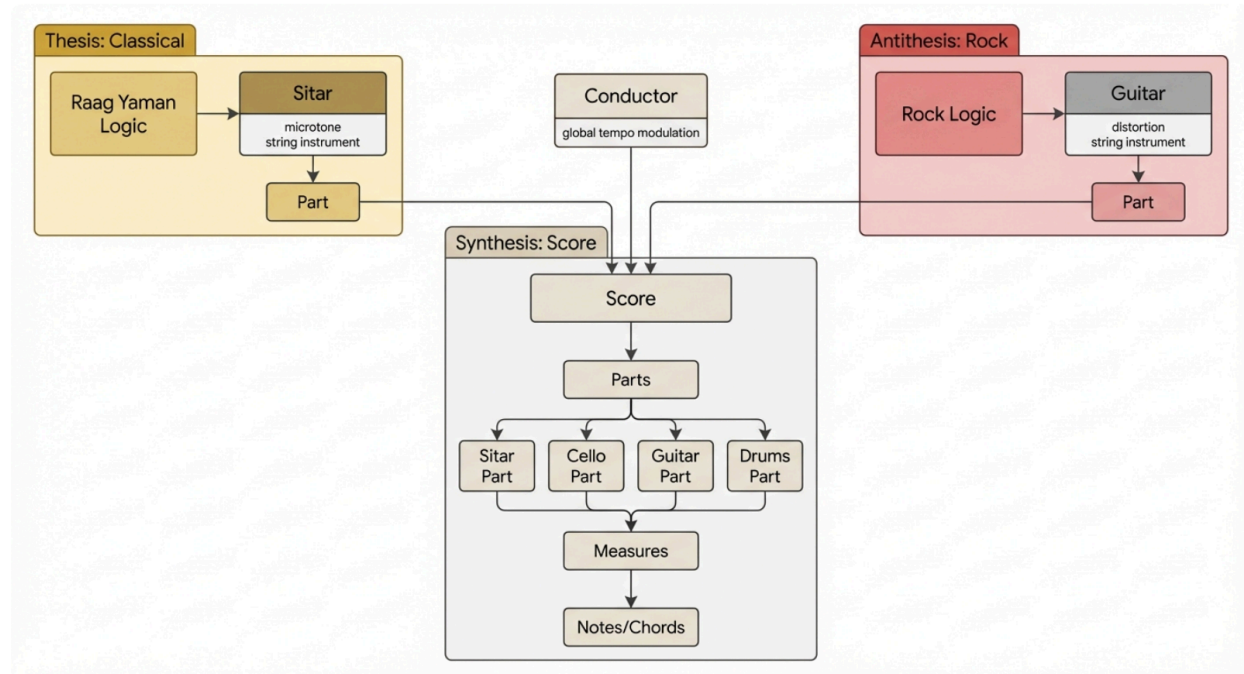 Thesis: Classical
Raag Yaman
Logic
Sitar
microtone
string instrument
Part
Conductor
global tempo modulation
Antithesis: Rock
Rock Logic
Guitar
distortion
string instrument
Part
Synthesis: Score
Score
Parts
Sitar
Part
Cello
Part
Guitar
Part
Drums
Part
Measures
Notes/Chords